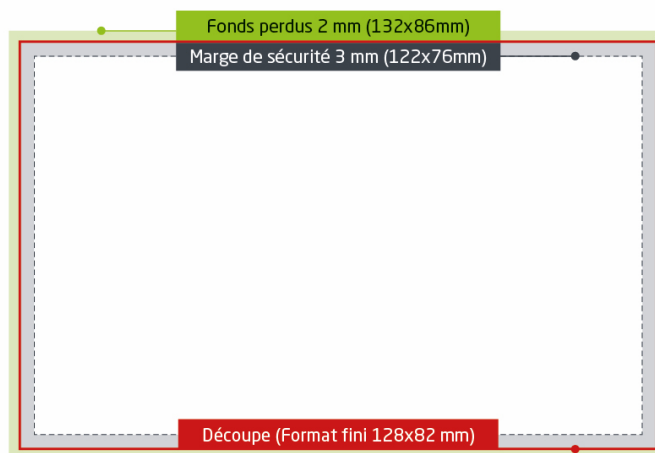 Fonds perdus 2 mm (132x86mm)
Marge de sécurité 3 mm (122x76mm)
Découpe (Format fini 128x82 mm)